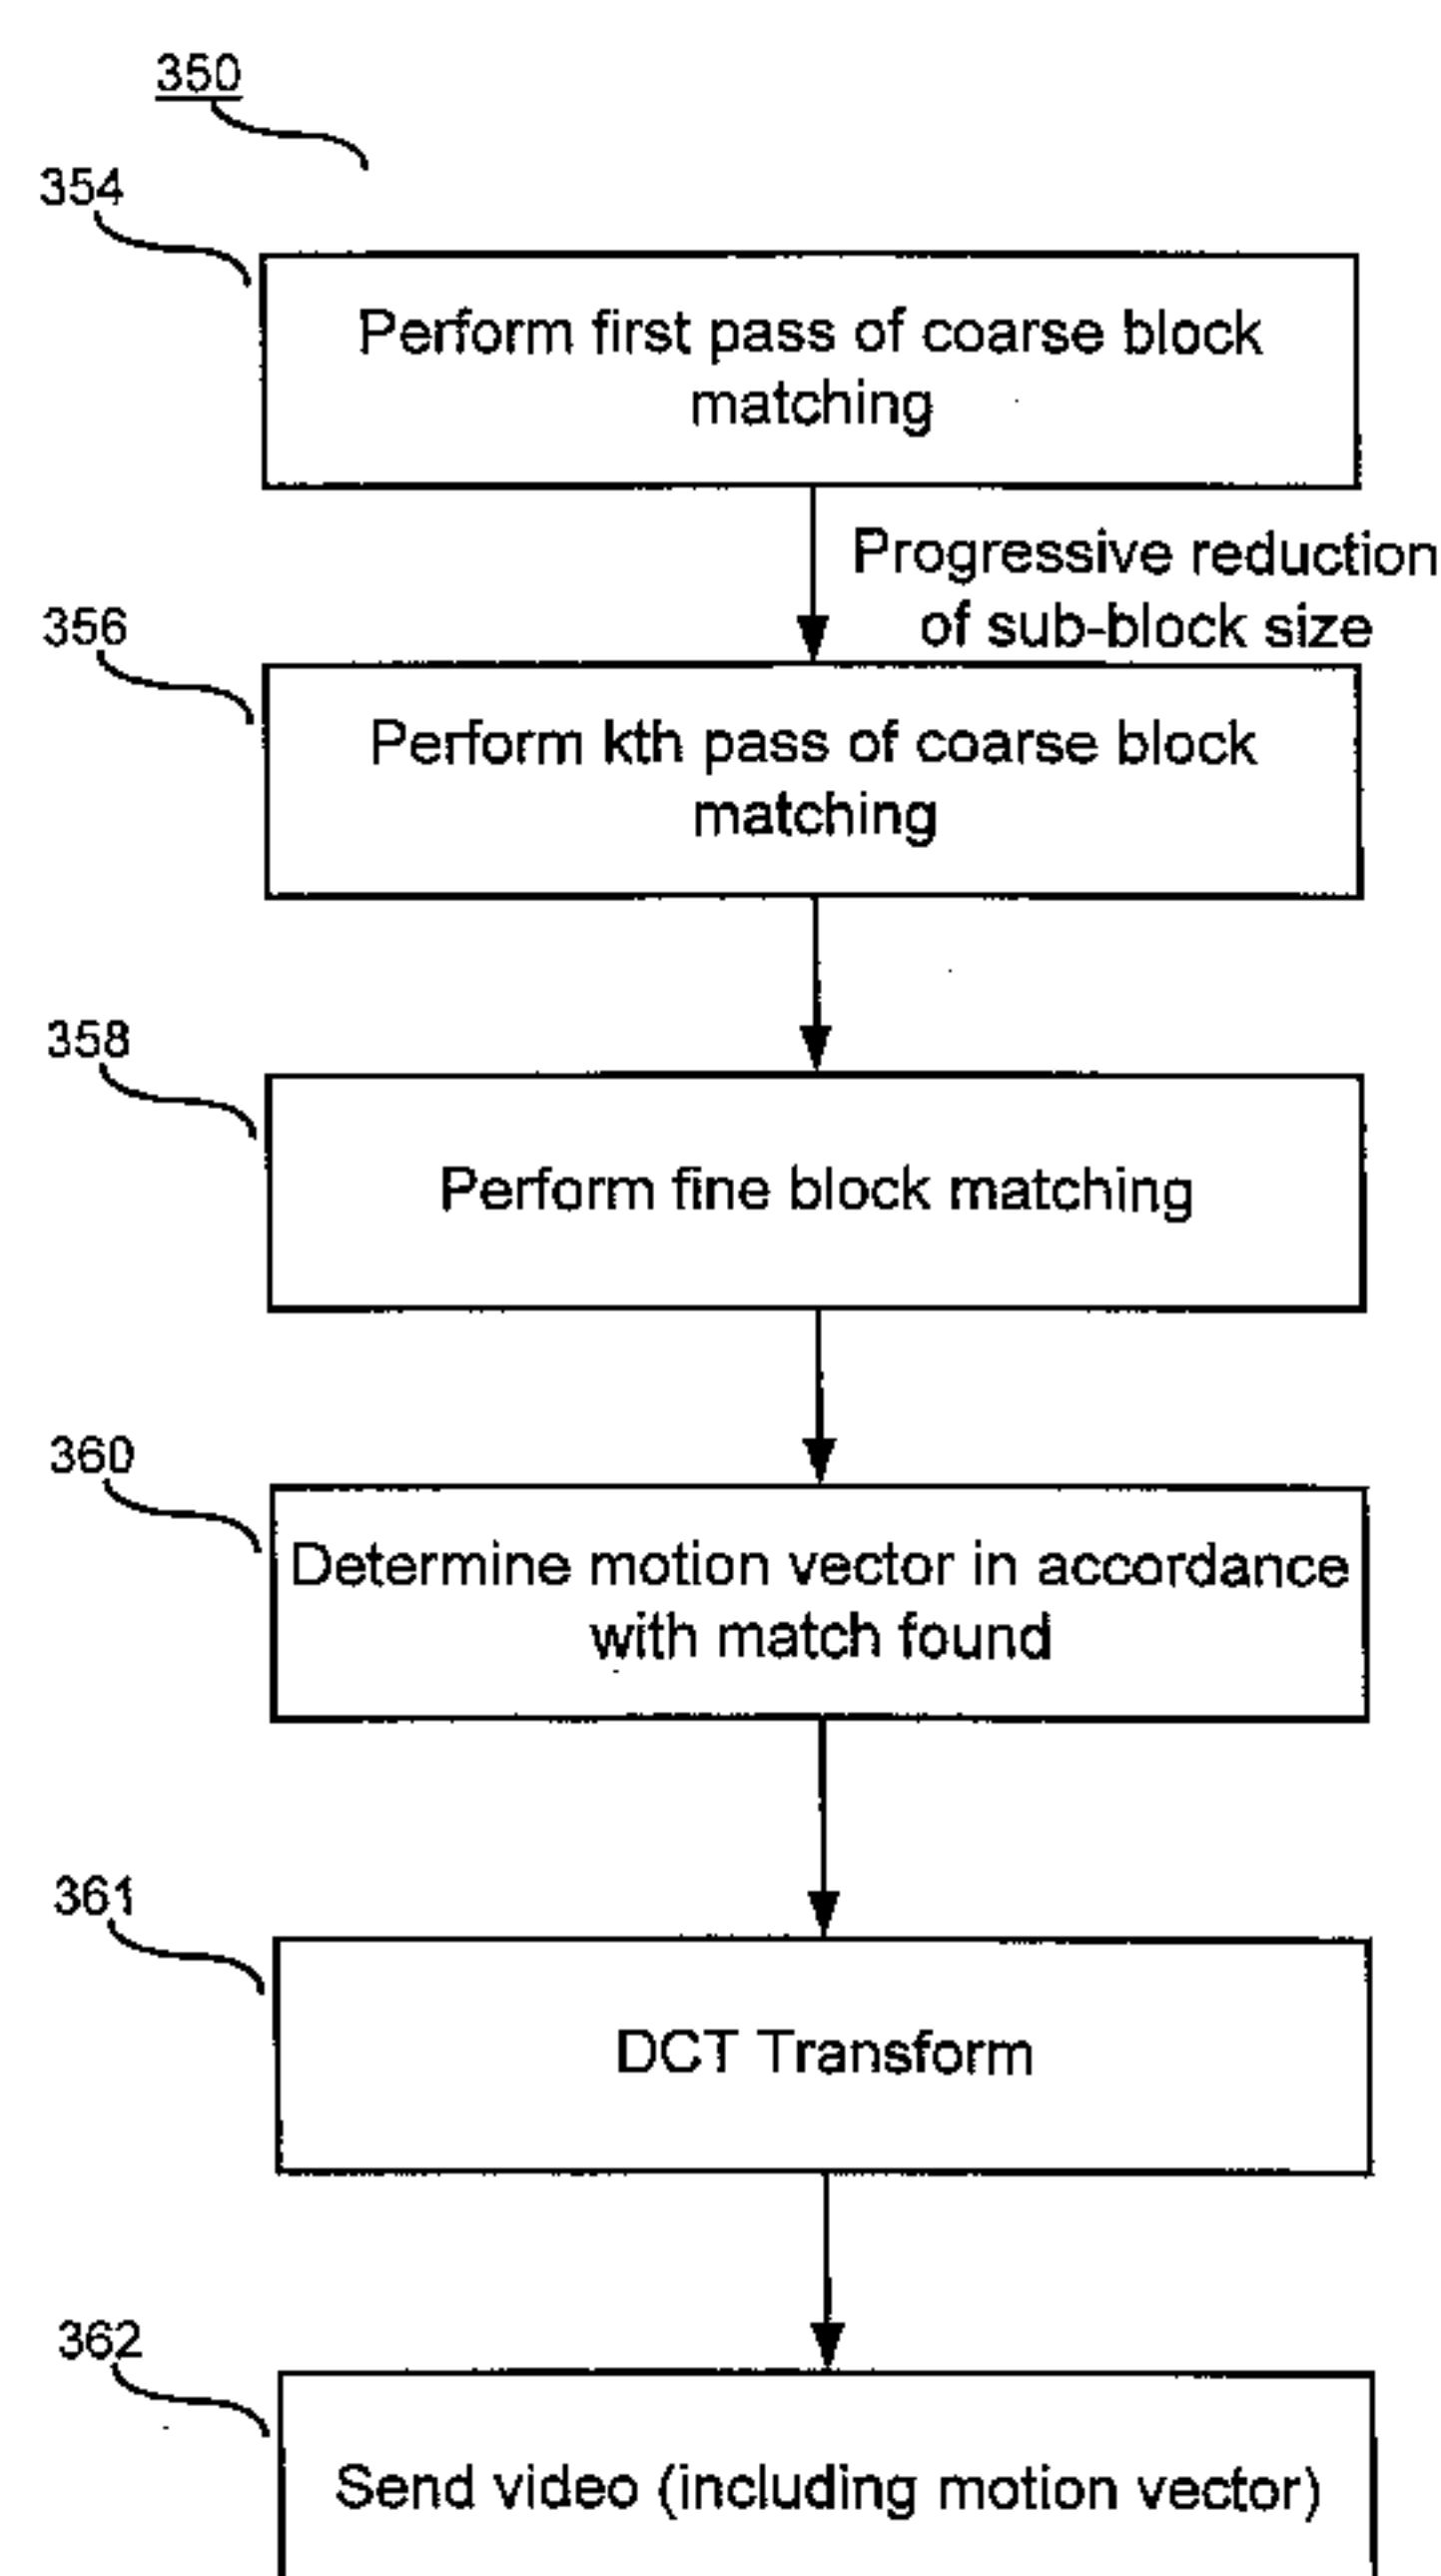 350
354
Perform first pass of coarse block
matching
Progressive reduction
of sub-block size
356
Perform kth pass of coarse block
matching
358
Perform fine block matching
360
Determine motion vector in accordance
with match found
361
DCT Transform
362
Send video (including motion vector)